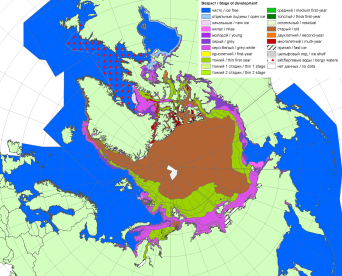 Возраст / Stage of development
чисто / ice free
отдельные льдины / open ice
начальные / new ice
нилас / nilas
молодой / young
серый / grey
серо-белый / grey-white
однолетний / first-year
тонкий / thin first-year
тонкий 1 стадии / thin 1 stage
тонкий 2 стадии / thin 2 stage
средний / medium first-year
толстый / thick first-year
остаточный / residual
старый / old
двухлетний / second-year
многолетний / multi-year
припай / fast ice
шельфовый лед / ice shelf
айсберговые воды / bergy waters
нет данных / no data